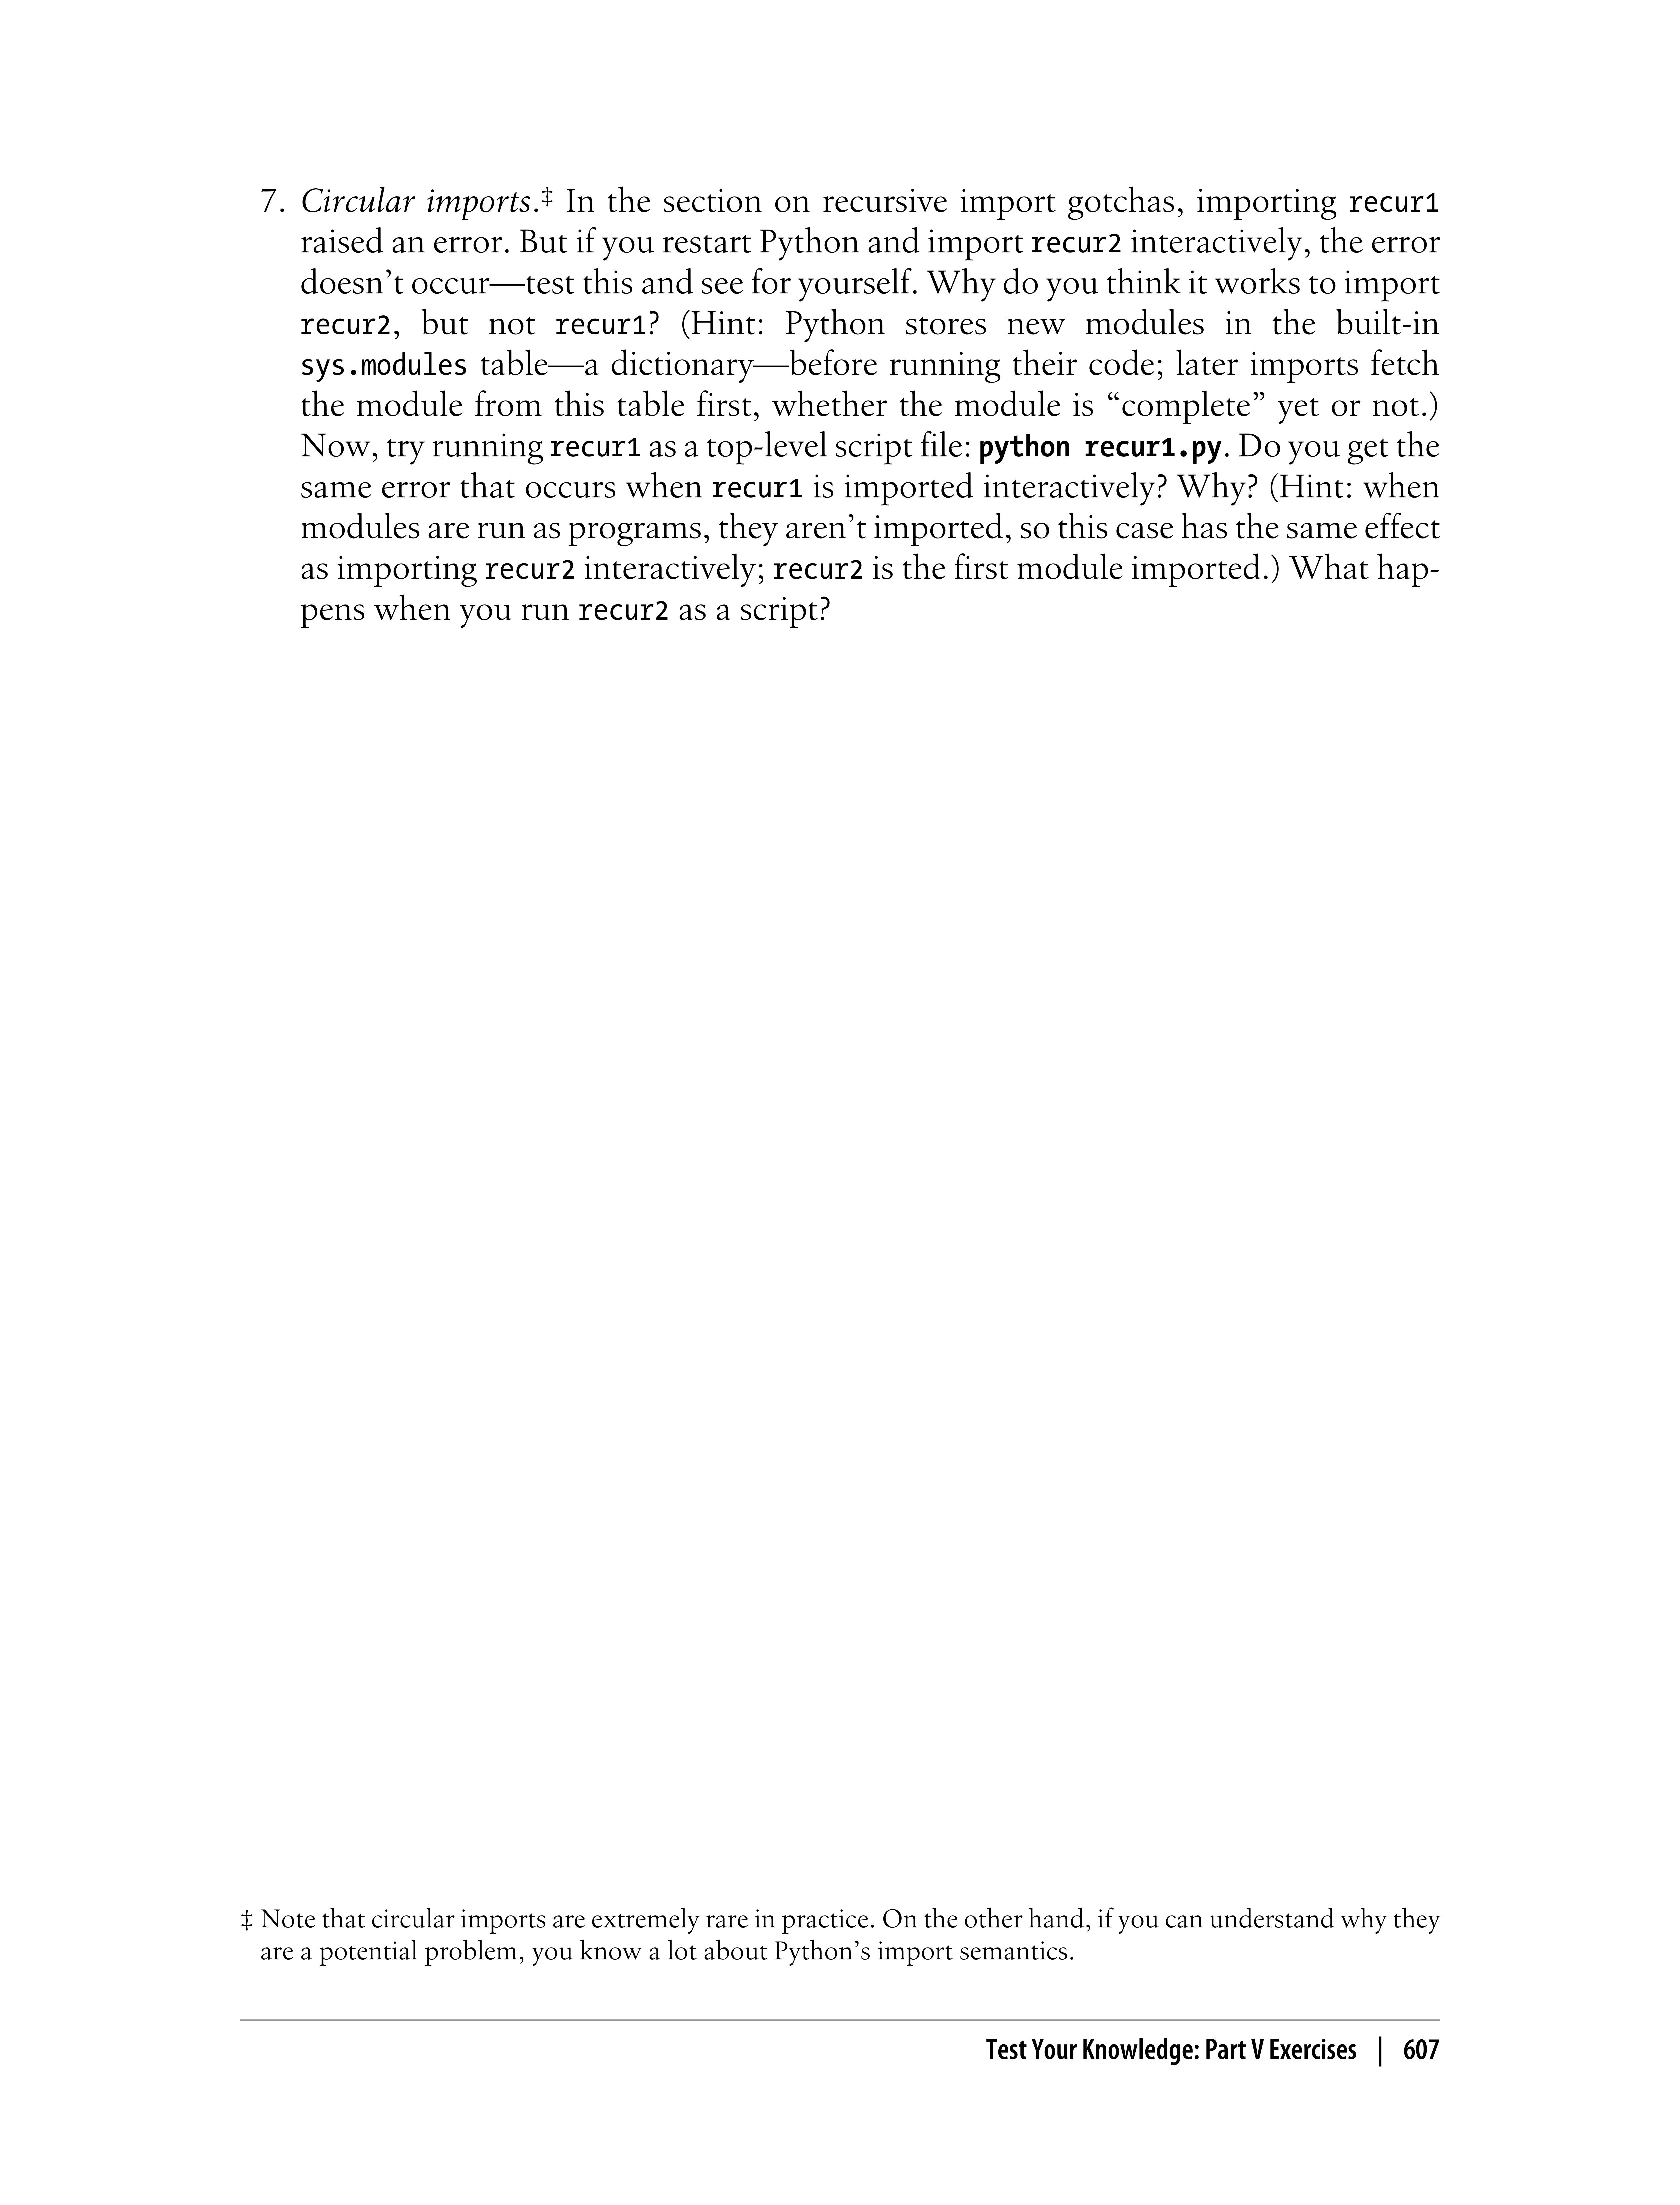 7. Circular imports.‡ In the section on recursive import gotchas, importing recur1
raised an error. But if you restart Python and import recur2 interactively, the error
doesn’t occur—test this and see for yourself. Why do you think it works to import
recur2, but not recur1? (Hint: Python stores new modules in the built-in
sys.modules table—a dictionary—before running their code; later imports fetch
the module from this table first, whether the module is “complete” yet or not.)
Now, try running recur1 as a top-level script file: python recur1.py. Do you get the
same error that occurs when recur1 is imported interactively? Why? (Hint: when
modules are run as programs, they aren’t imported, so this case has the same effect
as importing recur2 interactively; recur2 is the first module imported.) What hap-
pens when you run recur2 as a script?
‡ Note that circular imports are extremely rare in practice. On the other hand, if you can understand why they
are a potential problem, you know a lot about Python’s import semantics.
Test Your Knowledge: Part V Exercises | 607